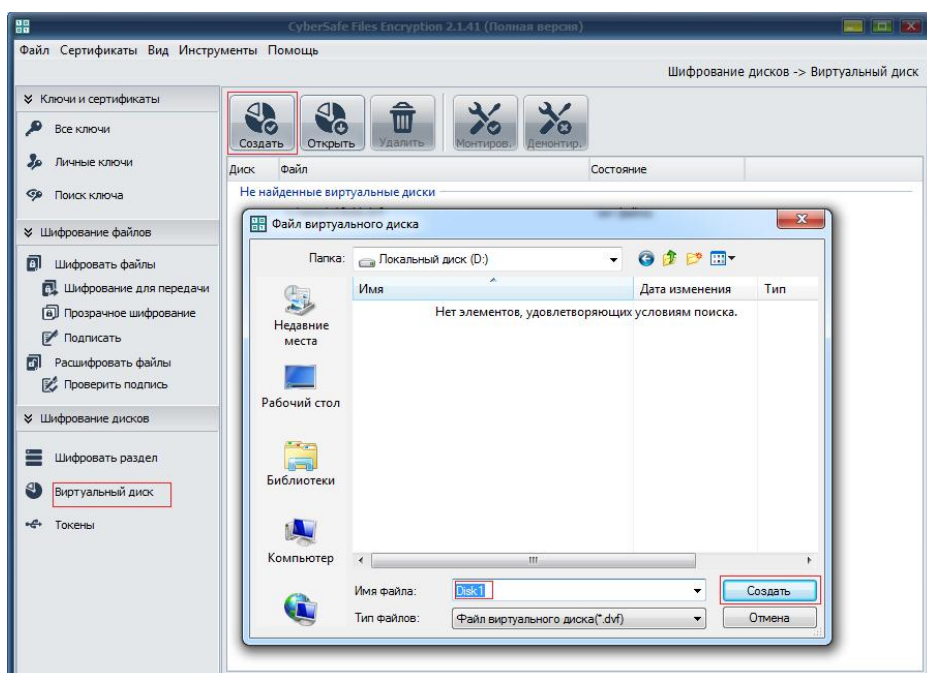 CyberSafe Files Encryption 2.1.41 (Полная версия)
Файл Сертификаты Вид Инструменты Помощь
Шифрование дисков -> Виртуальный диск
Ключи и сертификаты
Все ключи
Личные ключи
Поиск ключа
Шифрование файлов
Шифровать файлы
Шифрование для передачи
Прозрачное шифрование
Подписать
Расшифровать файлы
Проверить подпись
Шифрование дисков
Шифровать раздел
Виртуальный диск
Токены
Создать Открыть Удалить Монтиров. Демонтир.
Диск Файл Состояние
Не найденные виртуальные диски
Файл виртуального диска
Папка: Локальный диск (D:)
Имя Дата изменения Тип
Нет элементов, удовлетворяющих условиям поиска.
Недавние
места
Рабочий стол
Библиотеки
Компьютер
Имя файла: Disk1 Создать
Тип файлов: Файл виртуального диска(*.dvf) Отмена